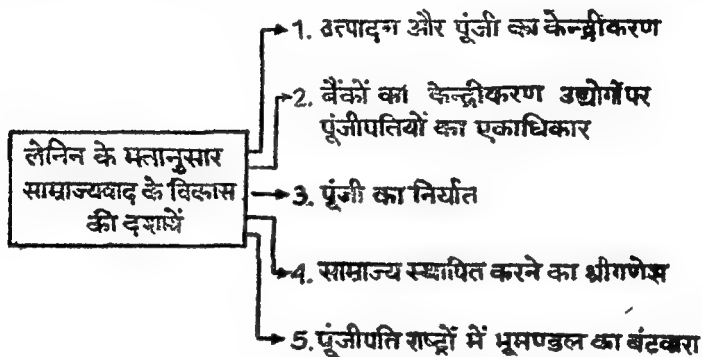 1. उत्पादन और पूंजी का केन्द्रीकरण
2. बैंकों का केन्द्रीकरण उद्योगों पर
पूंजीपतियों का एकाधिकार
लेनिन के मतानुसार
साम्राज्यवाद के विकास
की दशायें
3. पूंजी का निर्यात
4. साम्राज्य स्थापित करने का श्रीगणेश
5. पूंजीपति राष्ट्रों में भूमण्डल का बंटवारा